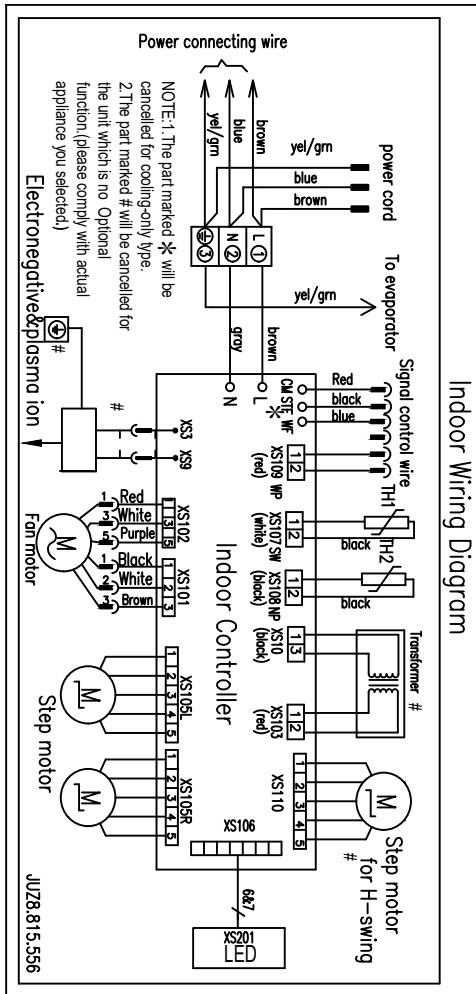 Indoor Wiring Diagram
Power connecting wire
yel/grn
blue
brown
yel/grn
blue
brown
power cord
L 1
N 2
3
yel/grn
To evaporator
gray
brown
NOTE:1.The part marked ※ will be
cancelled for cooling-only type.
2.The part marked # will be cancelled for
the unit which is no Optional
function.(please comply with actual
appliance you selected.)
Electronegative&plasma ion
#
#
XS3
XS9
N
L
CM STE WF
※
Red
black
blue
Signal control wire
XS109 WP
(red)
1 2
TH1
XS107 SW
(white)
1 2
black
TH2
XS108 NP
(black)
1 2
black
XS10
(black)
1 3
Transformer #
XS103
(red)
1 2
Indoor Controller
Fan motor
1 Red
3 White
5 Purple
1 3 5
XS102
1 Black
2 White
3 Brown
1 2 3
XS101
M
Step motor
1 2 3 4 5
XS105L
M
Step motor
1 2 3 4 5
XS105R
XS110
1 2 3 4 5
M
Step motor
for H-swing
#
XS106
6&7
XS201
LED
JUZ8.815.556